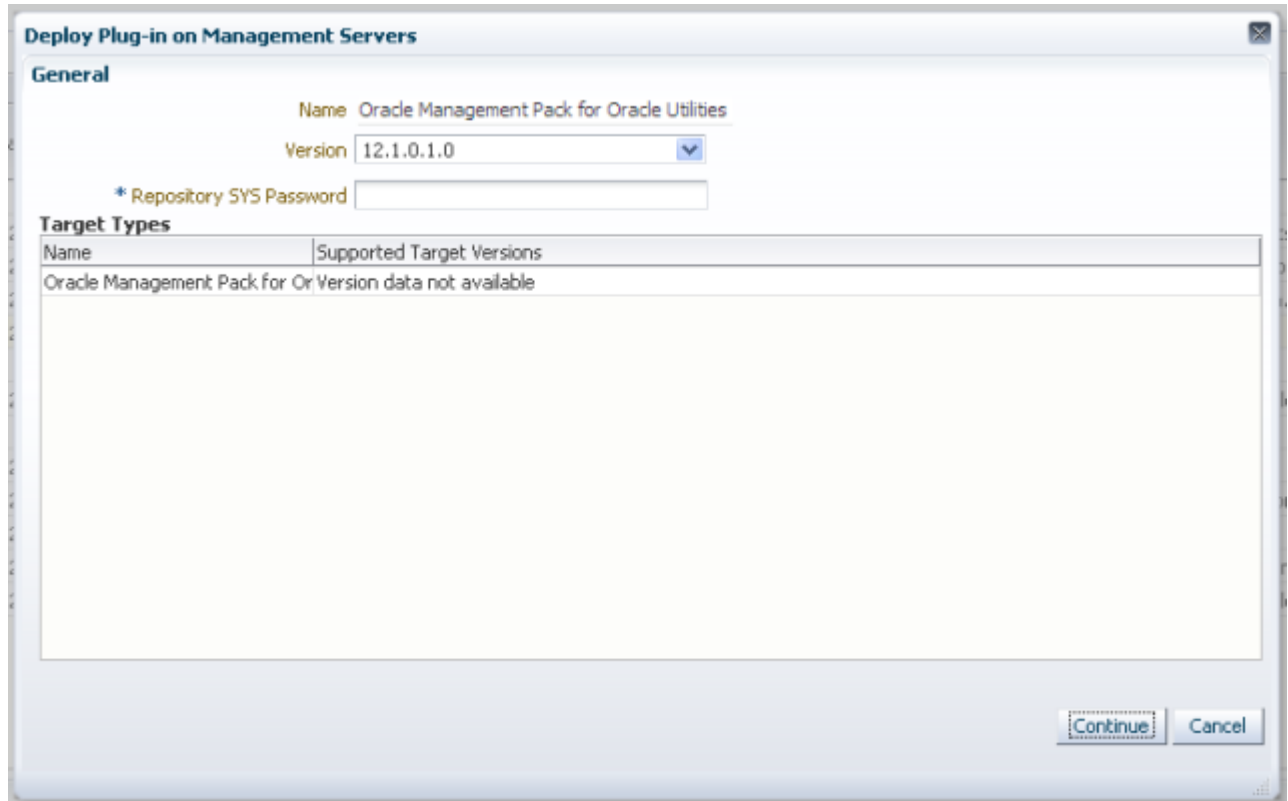 Deploy Plug-in on Management Servers
General
Name Oracle Management Pack for Oracle Utilities
Version 12.1.0.1.0
* Repository SYS Password
Target Types
Name Supported Target Versions
Oracle Management Pack for Or Version data not available
Continue Cancel